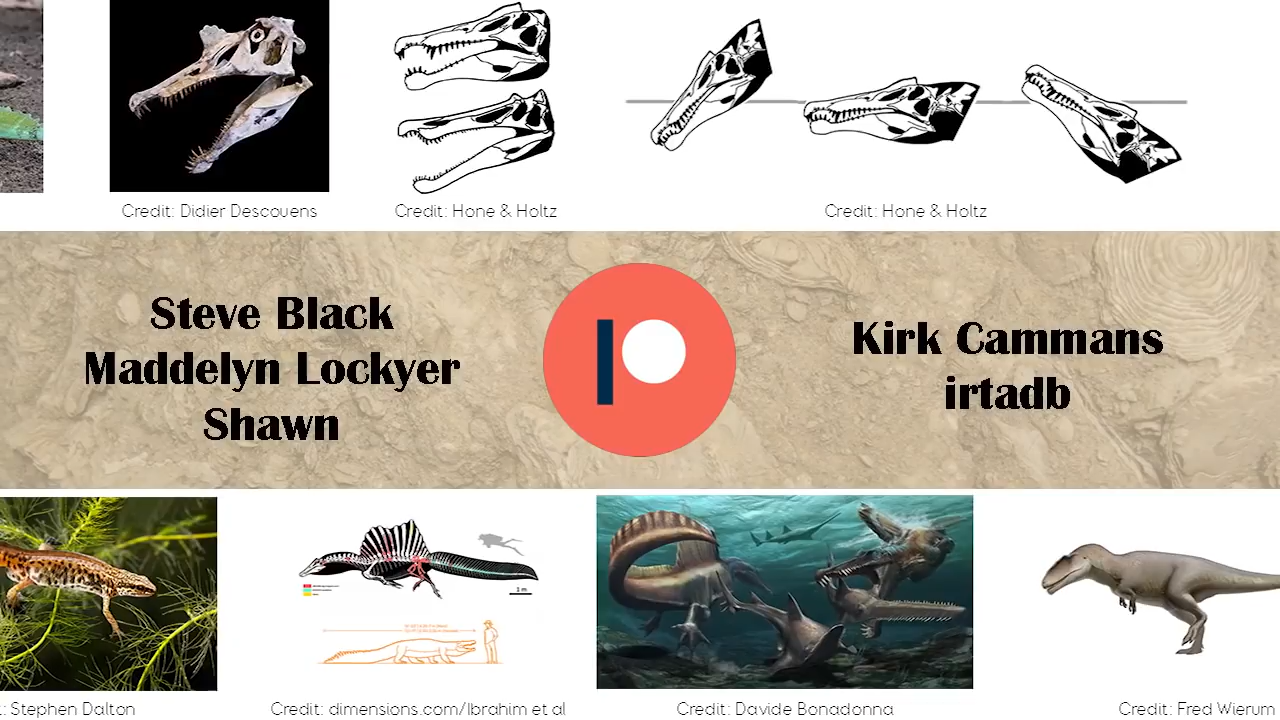 Credit: Didier Descouens
Credit: Hone & Holtz
Credit: Hone & Holtz
Steve Black
Maddelyn Lockyer
Shawn
Kirk Cammans
irtadb
1 m
: Stephen Dalton
Credit: dimensions.com/Ibrahim et al
Credit: Davide Bonadonna
Credit: Fred Wierum